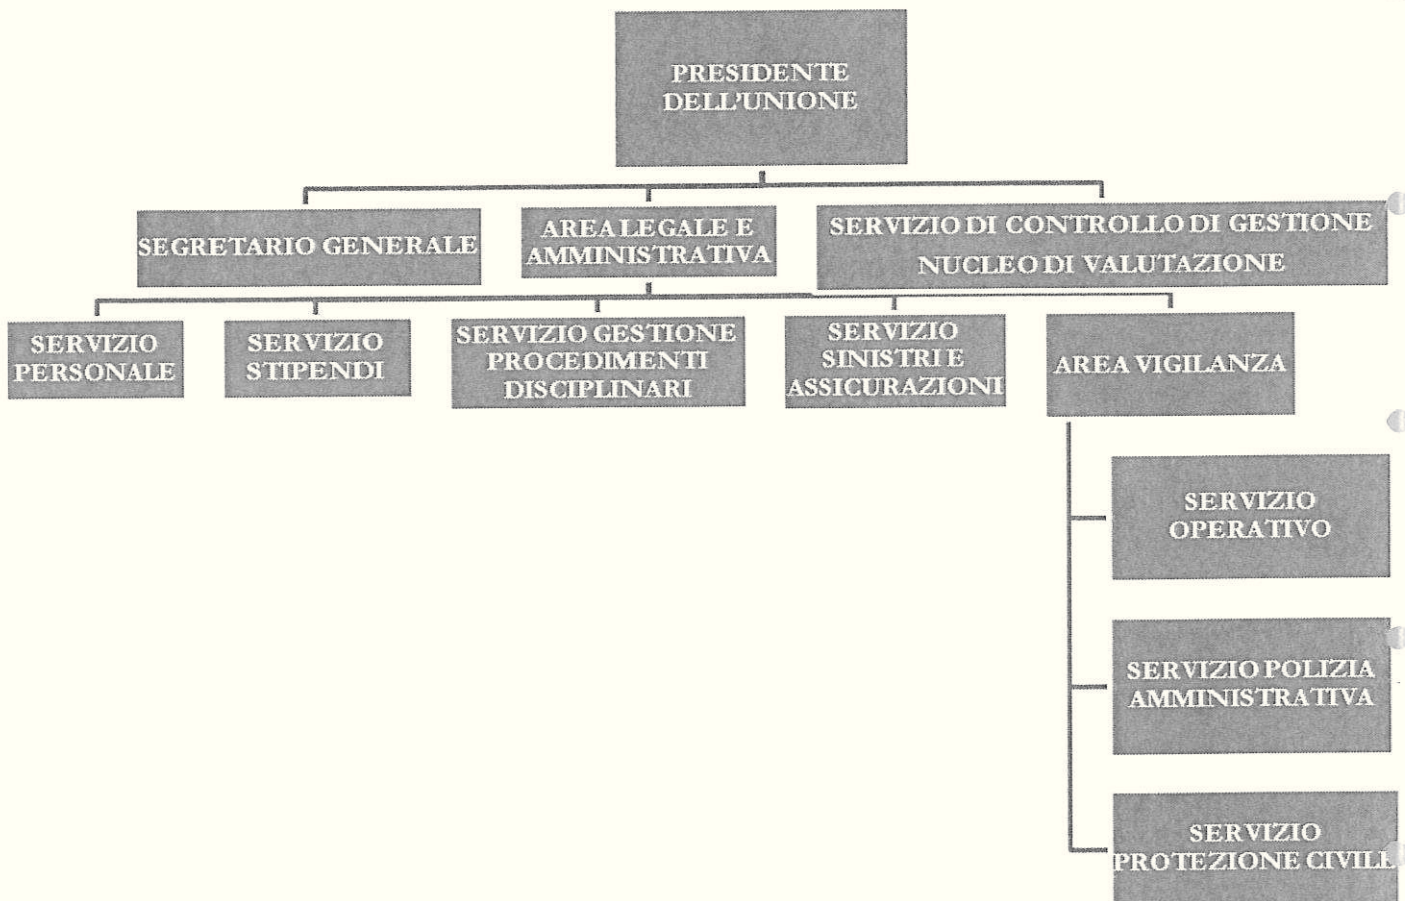 PRESIDENTE
DELL'UNIONE
SEGRETARIO GENERALE
AREA LEGALE E
AMMINISTRATIVA
SERVIZIO DI CONTROLLO DI GESTIONE
NUCLEO DI VALUTAZIONE
SERVIZIO
PERSONALE
SERVIZIO
STIPENDI
SERVIZIO GESTIONE
PROCEDIMENTI
DISCIPLINARI
SERVIZIO
SINISTRI E
ASSICURAZIONI
AREA VIGILANZA
SERVIZIO
OPERATIVO
SERVIZIO POLIZIA
AMMINISTRATIVA
SERVIZIO
PROTEZIONE CIVILE